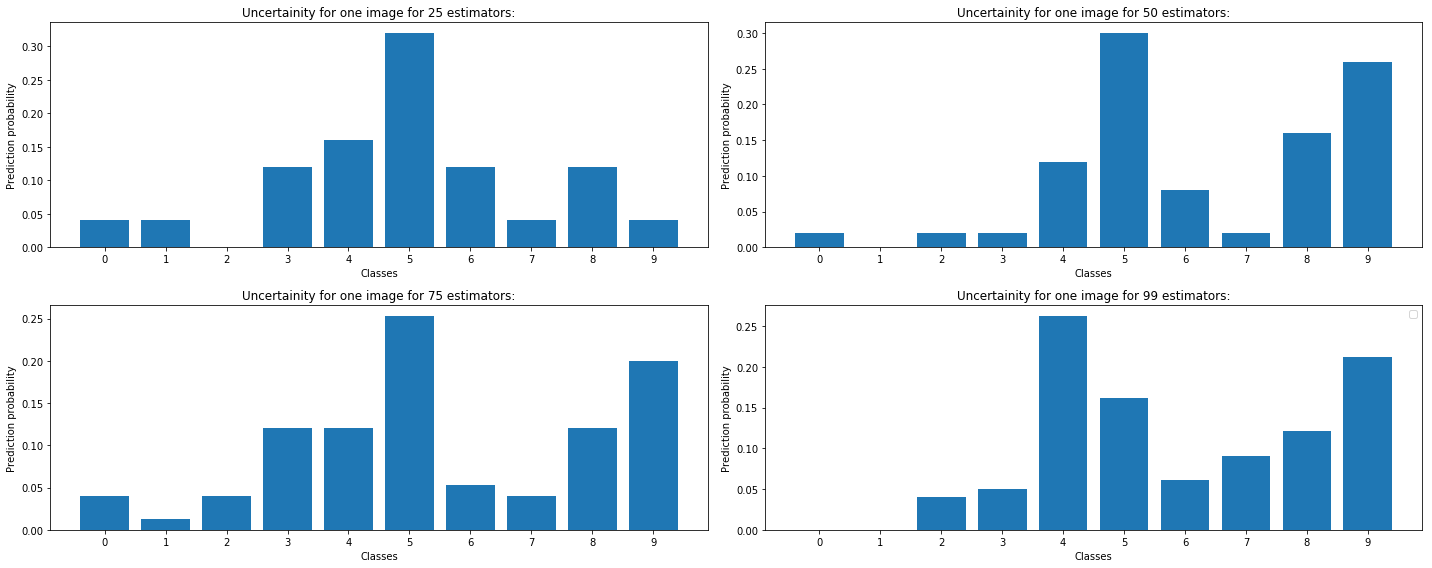 Uncertainity for one image for 25 estimators:
Prediction probability
0.30
0.25
0.20
0.15
0.10
0.05
0.00
0 1 2 3 4 5 6 7 8 9
Classes
Uncertainity for one image for 50 estimators:
Prediction probability
0.30
0.25
0.20
0.15
0.10
0.05
0.00
0 1 2 3 4 5 6 7 8 9
Classes
Uncertainity for one image for 75 estimators:
Prediction probability
0.25
0.20
0.15
0.10
0.05
0.00
0 1 2 3 4 5 6 7 8 9
Classes
Uncertainity for one image for 99 estimators:
Prediction probability
0.25
0.20
0.15
0.10
0.05
0.00
0 1 2 3 4 5 6 7 8 9
Classes